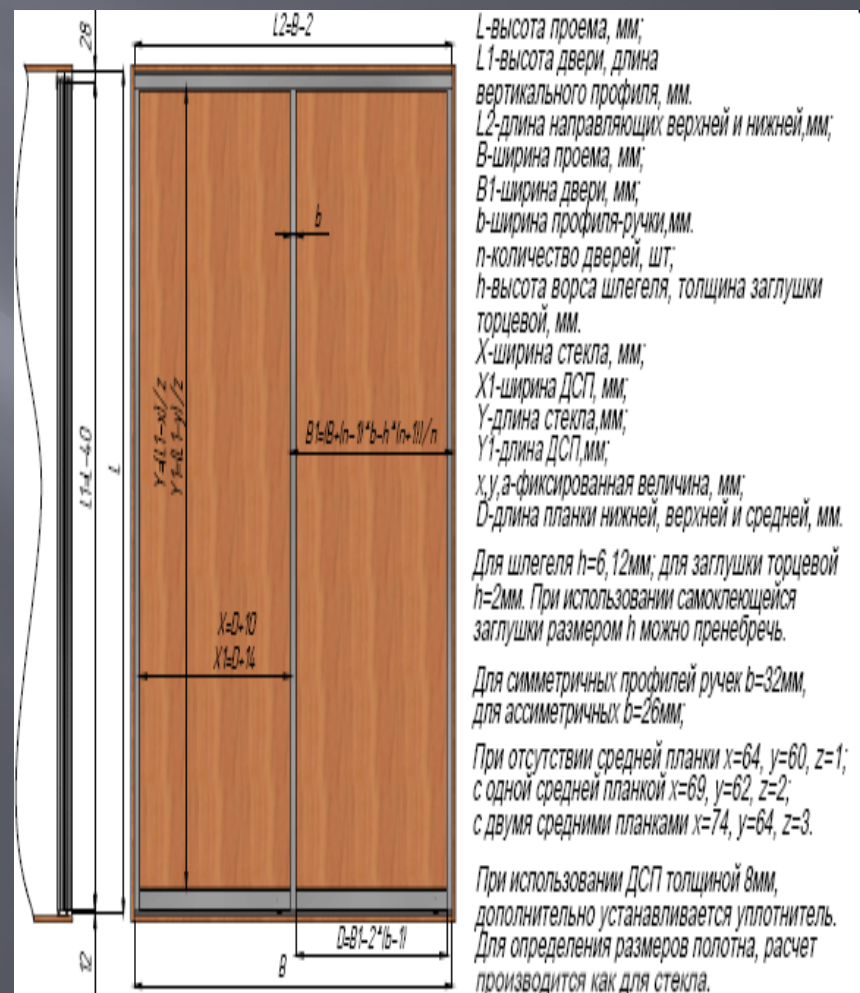 28
L2=B-2
L1=L-40
L
b
Y=(L1-x)/z
Y1=(L1-y)/z
B1=(B+(n-1)*b-h*(n+1))/n
X=D+10
X1=D+14
D=B1-2*(b-1)
B
12
L-высота проема, мм;
L1-высота двери, длина
вертикального профиля, мм.
L2-длина направляющих верхней и нижней,мм;
B-ширина проема, мм;
B1-ширина двери, мм;
b-ширина профиля-ручки,мм.
n-количество дверей, шт;
h-высота ворса шлегеля, толщина заглушки
торцевой, мм.
X-ширина стекла, мм;
X1-ширина ДСП, мм;
Y-длина стекла,мм;
Y1-длина ДСП,мм;
x,y,a-фиксированная величина, мм;
D-длина планки нижней, верхней и средней, мм.
Для шлегеля h=6,12мм; для заглушки торцевой
h=2мм. При использовании самоклеющейся
заглушки размером h можно пренебречь.
Для симметричных профилей ручек b=32мм,
для ассиметричных b=26мм;
При отсутствии средней планки x=64, y=60, z=1;
с одной средней планкой x=69, y=62, z=2;
с двумя средними планками x=74, y=64, z=3.
При использовании ДСП толщиной 8мм,
дополнительно устанавливается уплотнитель.
Для определения размеров полотна, расчет
производится как для стекла.